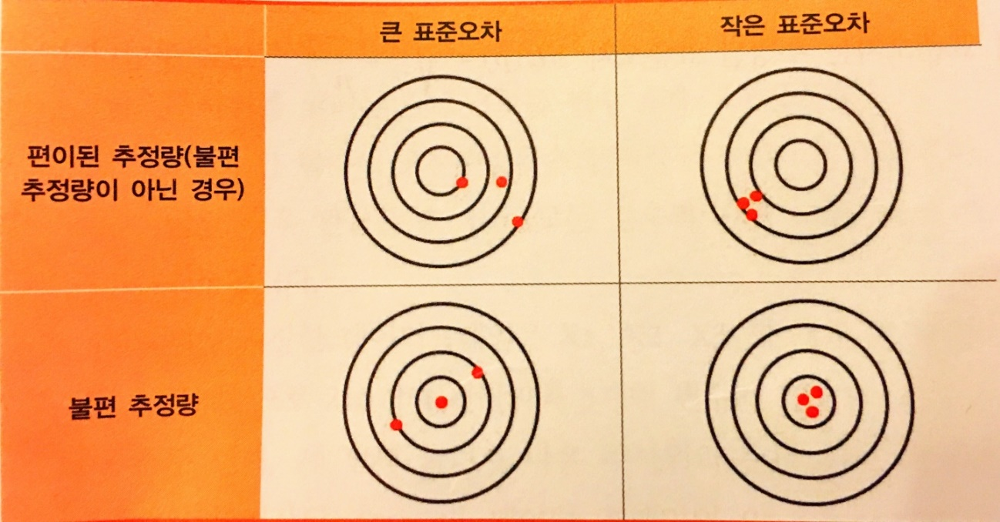 큰 표준오차
작은 표준오차
편이된 추정량(불편
추정량이 아닌 경우)
불편 추정량